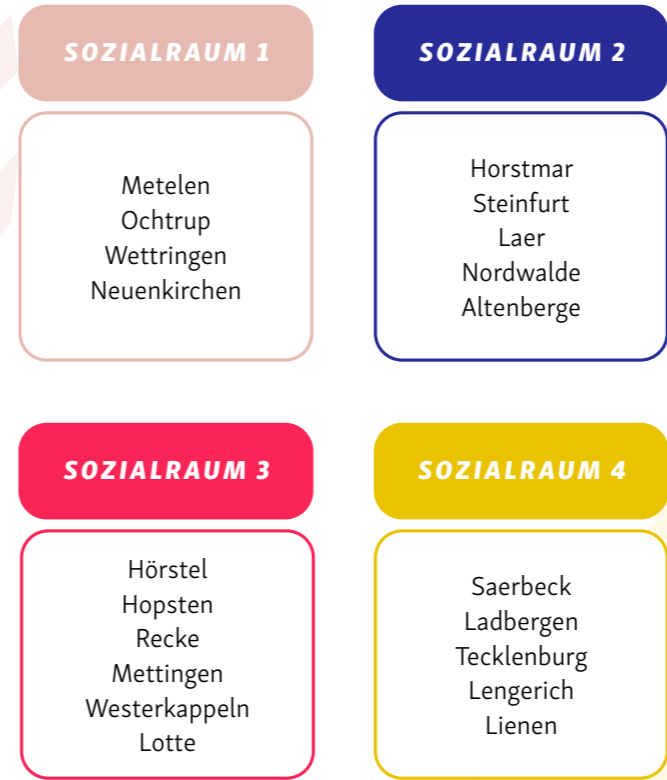 SOZIALRAUM 1
Metelen
Ochtrup
Wettringen
Neuenkirchen
SOZIALRAUM 2
Horstmar
Steinfurt
Laer
Nordwalde
Altenberge
SOZIALRAUM 3
Hörstel
Hopsten
Recke
Mettingen
Westerkappeln
Lotte
SOZIALRAUM 4
Saerbeck
Ladbergen
Tecklenburg
Lengerich
Lienen